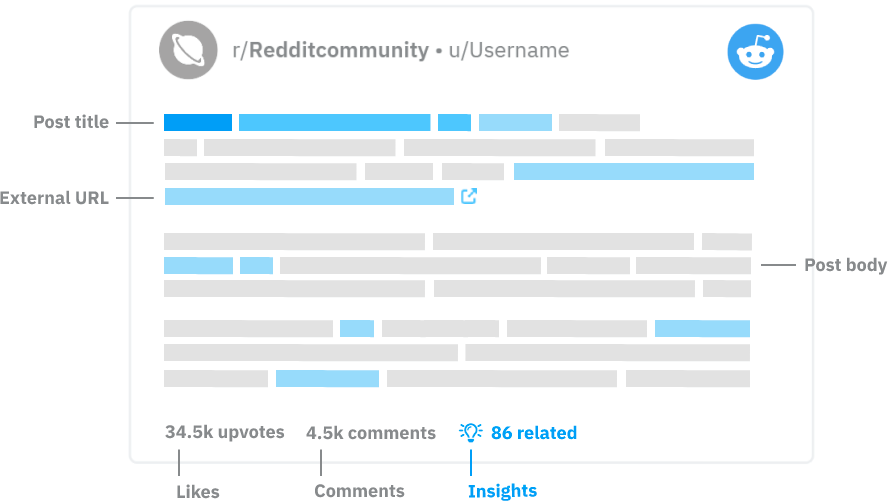 r/Redditcommunity • u/Username
Post title
External URL
Post body
34.5k upvotes 4.5k comments 86 related
Likes Comments Insights